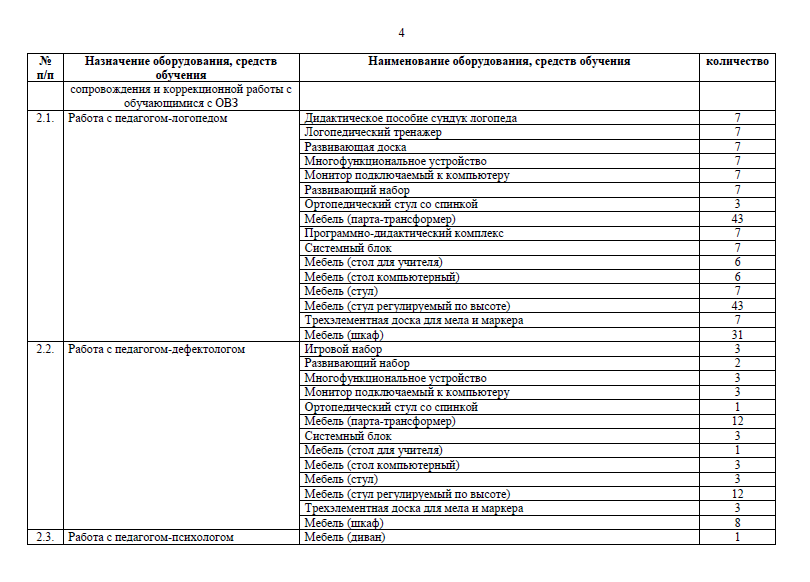 4
№ п/п Назначение оборудования, средств обучения Наименование оборудования, средств обучения количество
сопровождения и коррекционной работы с
обучающимися с ОВЗ
2.1. Работа с педагогом-логопедом Дидактическое пособие сундук логопеда 7
Логопедический тренажер 7
Развивающая доска 7
Многофункциональное устройство 7
Монитор подключаемый к компьютеру 7
Развивающий набор 7
Ортопедический стул со спинкой 3
Мебель (парта-трансформер) 43
Программно-дидактический комплекс 7
Системный блок 7
Мебель (стол для учителя) 6
Мебель (стол компьютерный) 6
Мебель (стул) 7
Мебель (стул регулируемый по высоте) 43
Трехэлементная доска для мела и маркера 7
Мебель (шкаф) 31
2.2. Работа с педагогом-дефектологом Игровой набор 3
Развивающий набор 2
Многофункциональное устройство 3
Монитор подключаемый к компьютеру 3
Ортопедический стул со спинкой 1
Мебель (парта-трансформер) 12
Системный блок 3
Мебель (стол для учителя) 1
Мебель (стол компьютерный) 3
Мебель (стул) 3
Мебель (стул регулируемый по высоте) 12
Трехэлементная доска для мела и маркера 3
Мебель (шкаф) 8
2.3. Работа с педагогом-психологом Мебель (диван) 1